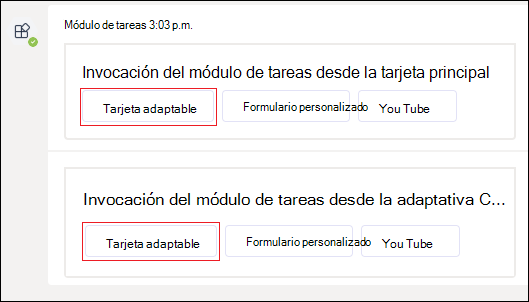 Módulo de tareas 3:03 p.m.
Invocación del módulo de tareas desde la tarjeta principal
Tarjeta adaptable Formulario personalizado You Tube
Invocación del módulo de tareas desde la adaptativa C...
Tarjeta adaptable Formulario personalizado You Tube